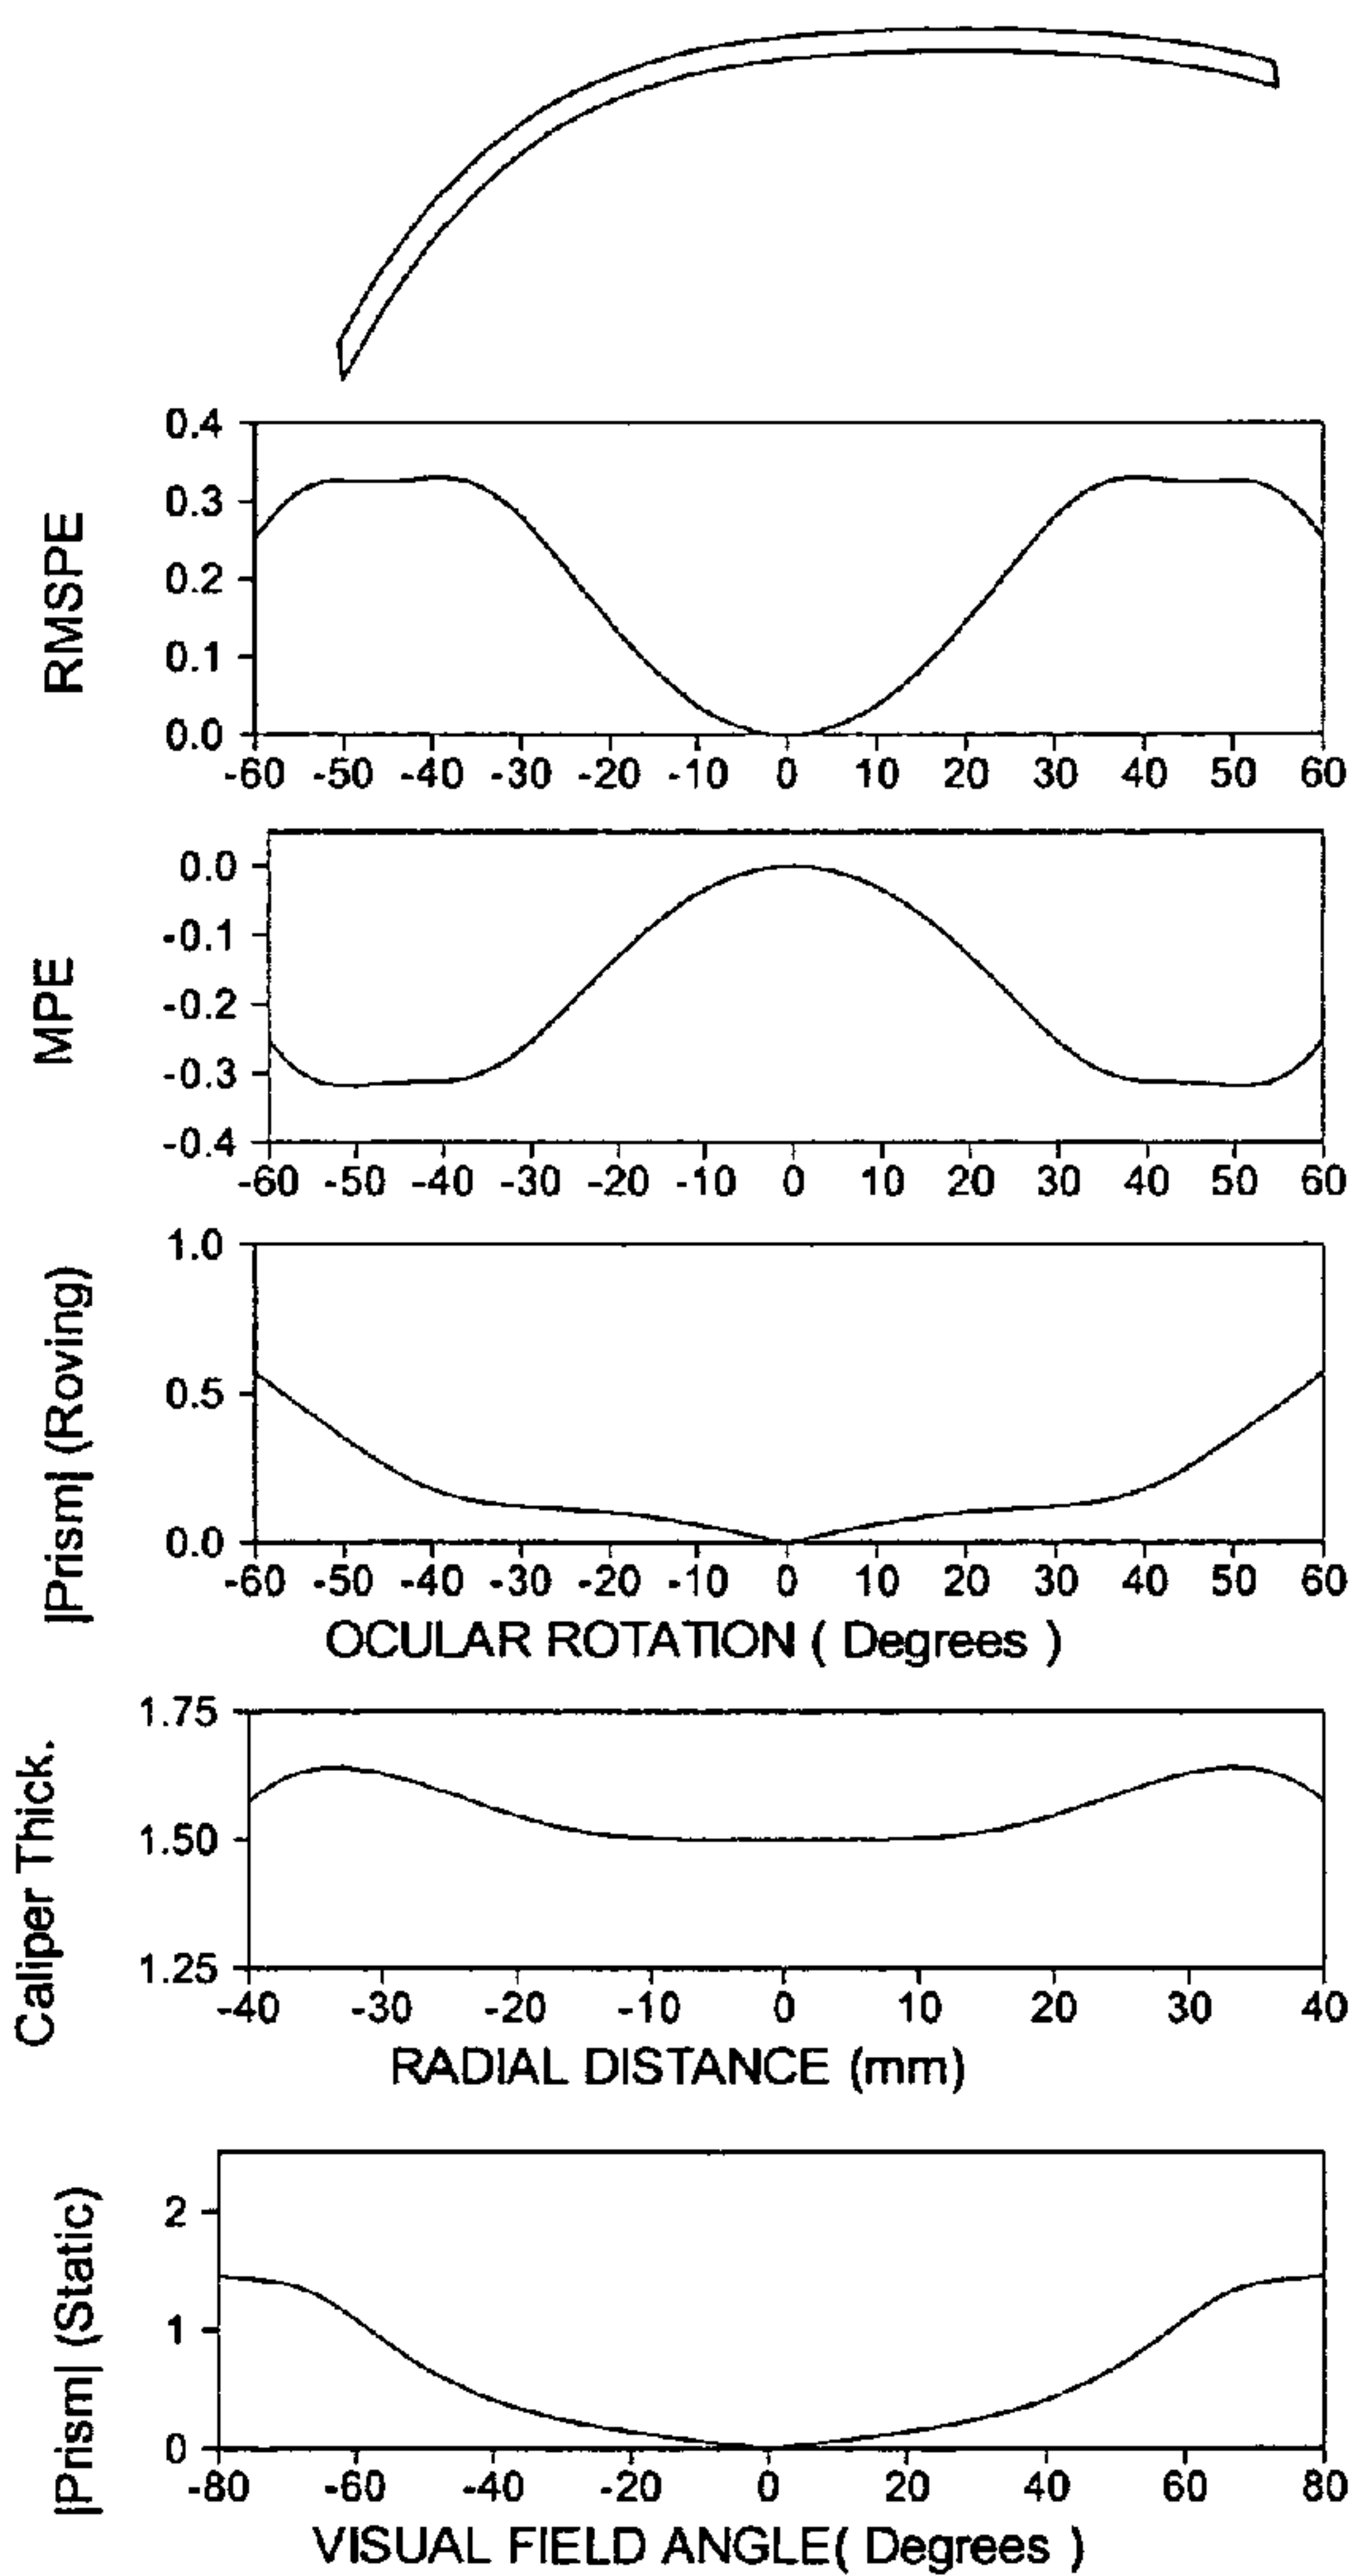 RMSPE
0.4
0.3
0.2
0.1
0.0
-60 -50 -40 -30 -20 -10 0 10 20 30 40 50 60
MPE
0.0
-0.1
-0.2
-0.3
-0.4
-60 -50 -40 -30 -20 -10 0 10 20 30 40 50 60
|Prism| (Roving)
1.0
0.5
0.0
-60 -50 -40 -30 -20 -10 0 10 20 30 40 50 60
OCULAR ROTATION ( Degrees )
Caliper Thick.
1.75
1.50
1.25
-40 -30 -20 -10 0 10 20 30 40
RADIAL DISTANCE (mm)
|Prism| (Static)
2
1
0
-80 -60 -40 -20 0 20 40 60 80
VISUAL FIELD ANGLE( Degrees )